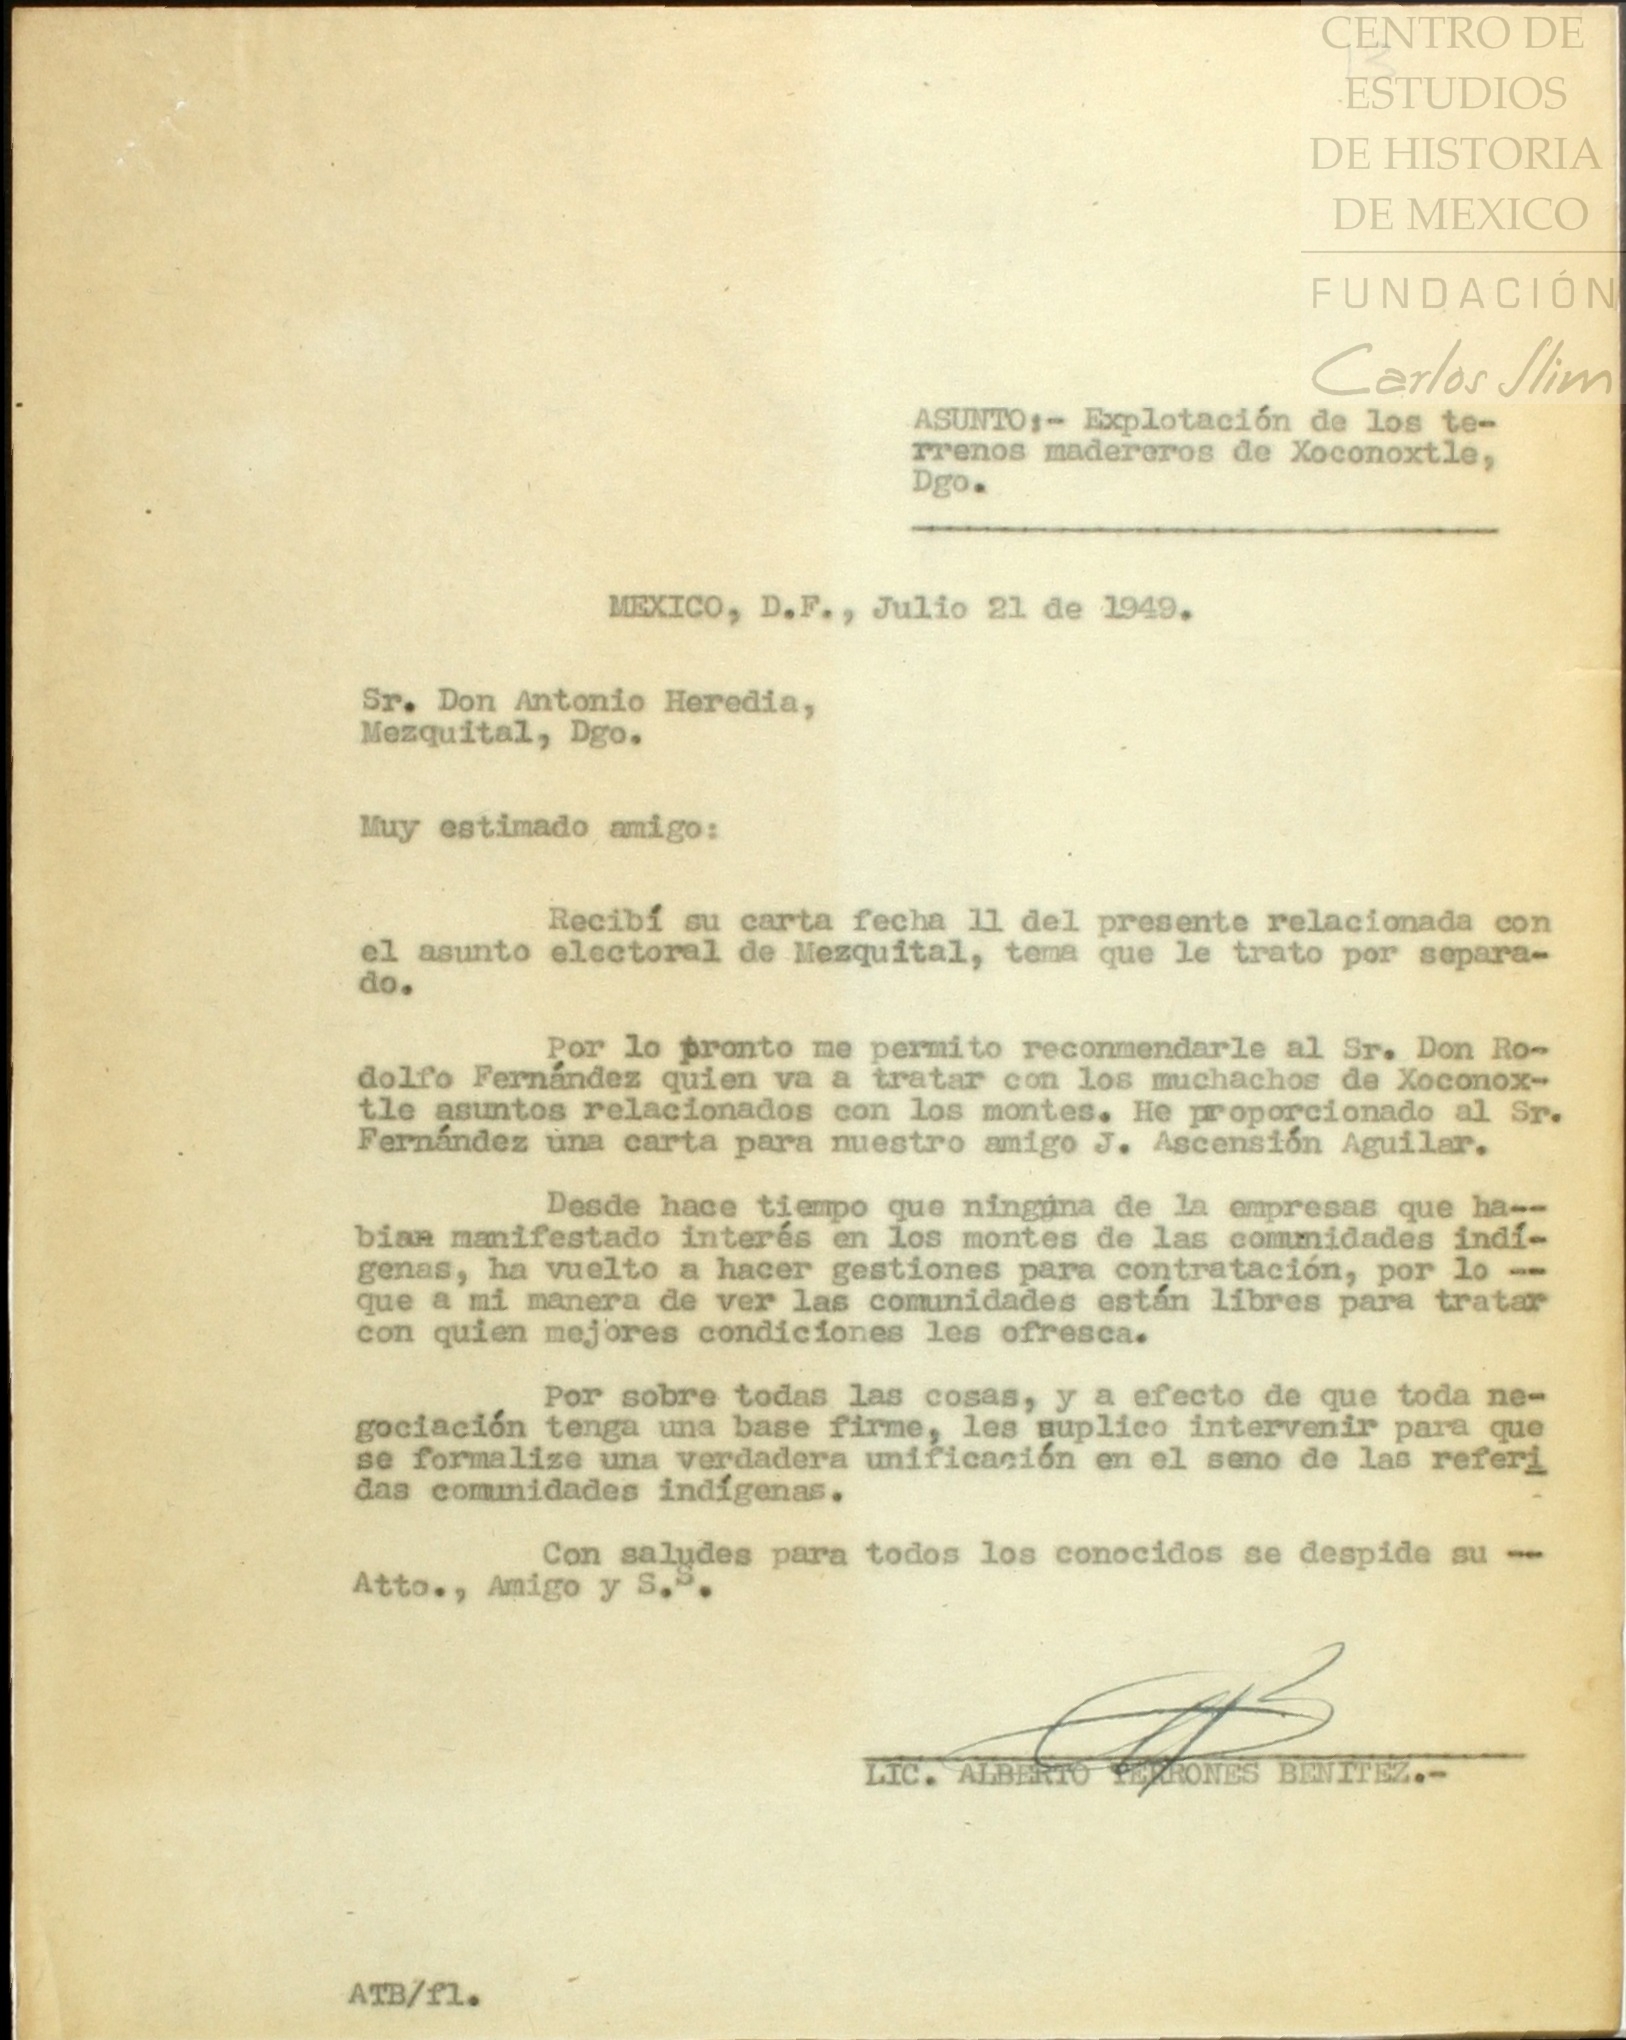 CENTRO DE
ESTUDIOS
DE HISTORIA
DE MEXICO
FUNDACIÓN
Carlos Slim
ASUNTO:- Explotación de los te-
rrenos madereros de Xoconoxtle,
Dgo.
MEXICO, D.F., Julio 21 de 1949.
Sr. Don Antonio Heredia,
Mezquital, Dgo.
Muy estimado amigo:
Recibí su carta fecha 11 del presente relacionada con
el asunto electoral de Mezquital, tema que le trato por separa-
do.
Por lo pronto me permito reconmendarle al Sr. Don Ro-
dolfo Fernández quien va a tratar con los muchachos de Xoconox-
tle asuntos relacionados con los montes. He proporcionado al Sr.
Fernández una carta para nuestro amigo J. Ascensión Aguilar.
Desde hace tiempo que ninguna de la empresas que ha--
bian manifestado interés en los montes de las comunidades indí-
genas, ha vuelto a hacer gestiones para contratación, por lo --
que a mi manera de ver las comunidades están libres para tratar
con quien mejores condiciones les ofresca.
Por sobre todas las cosas, y a efecto de que toda ne-
gociación tenga una base firme, les suplico intervenir para que
se formalize una verdadera unificación en el seno de las referi
das comunidades indígenas.
Con saludes para todos los conocidos se despide su --
Atto., Amigo y S.S.
LIC. ALBERTO TERRONES BENITEZ.-
ATB/fl.